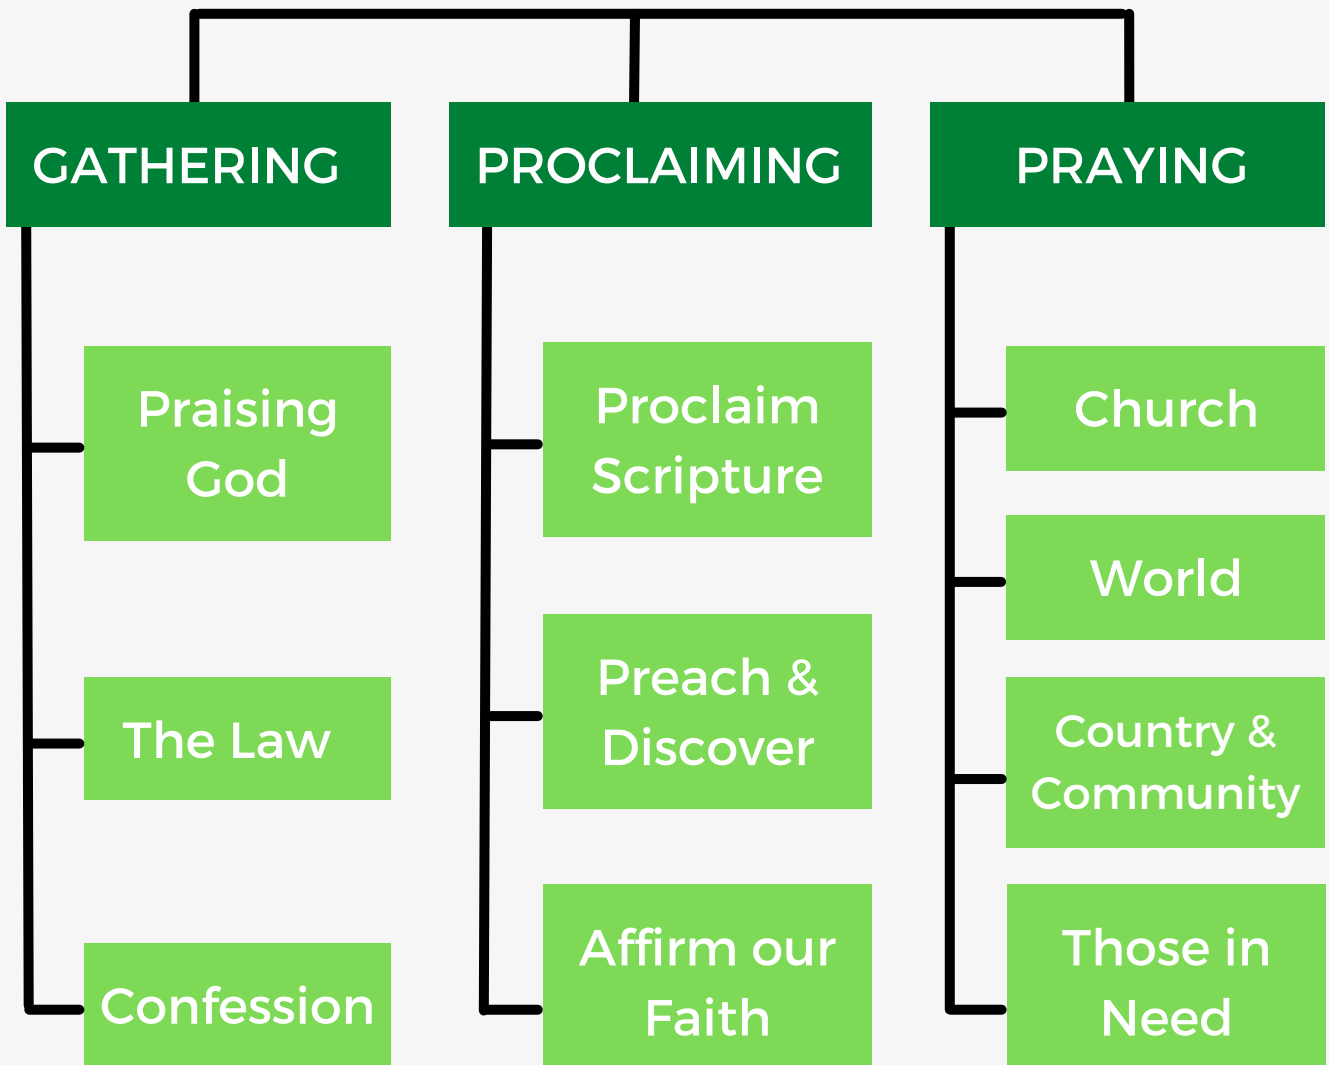 GATHERING
Praising
God
The Law
Confession
PROCLAIMING
Proclaim
Scripture
Preach &
Discover
Affirm our
Faith
PRAYING
Church
World
Country &
Community
Those in
Need